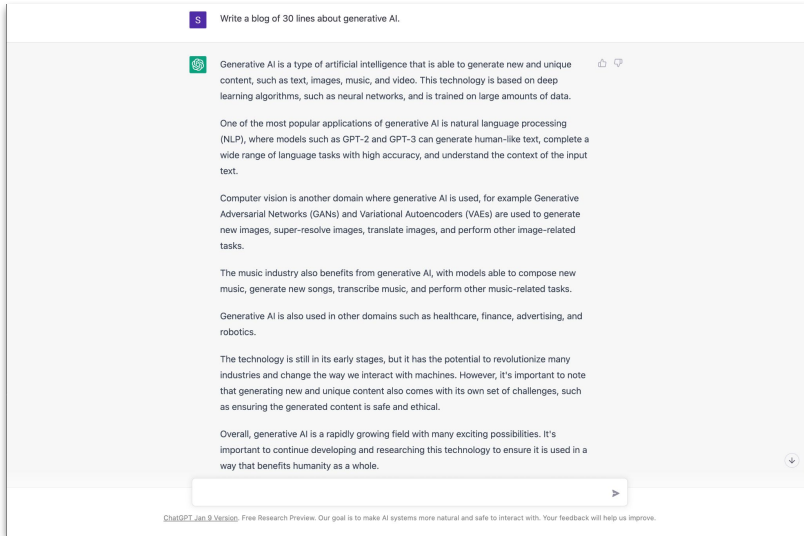 S
Write a blog of 30 lines about generative AI.
Generative AI is a type of artificial intelligence that is able to generate new and unique
content, such as text, images, music, and video. This technology is based on deep
learning algorithms, such as neural networks, and is trained on large amounts of data.
One of the most popular applications of generative AI is natural language processing
(NLP), where models such as GPT-2 and GPT-3 can generate human-like text, complete a
wide range of language tasks with high accuracy, and understand the context of the input
text.
Computer vision is another domain where generative AI is used, for example Generative
Adversarial Networks (GANs) and Variational Autoencoders (VAEs) are used to generate
new images, super-resolve images, translate images, and perform other image-related
tasks.
The music industry also benefits from generative AI, with models able to compose new
music, generate new songs, transcribe music, and perform other music-related tasks.
Generative AI is also used in other domains such as healthcare, finance, advertising, and
robotics.
The technology is still in its early stages, but it has the potential to revolutionize many
industries and change the way we interact with machines. However, it's important to note
that generating new and unique content also comes with its own set of challenges, such
as ensuring the generated content is safe and ethical.
Overall, generative AI is a rapidly growing field with many exciting possibilities. It's
important to continue developing and researching this technology to ensure it is used in a
way that benefits humanity as a whole.
ChatGPT Jan 9 Version. Free Research Preview. Our goal is to make AI systems more natural and safe to interact with. Your feedback will help us improve.